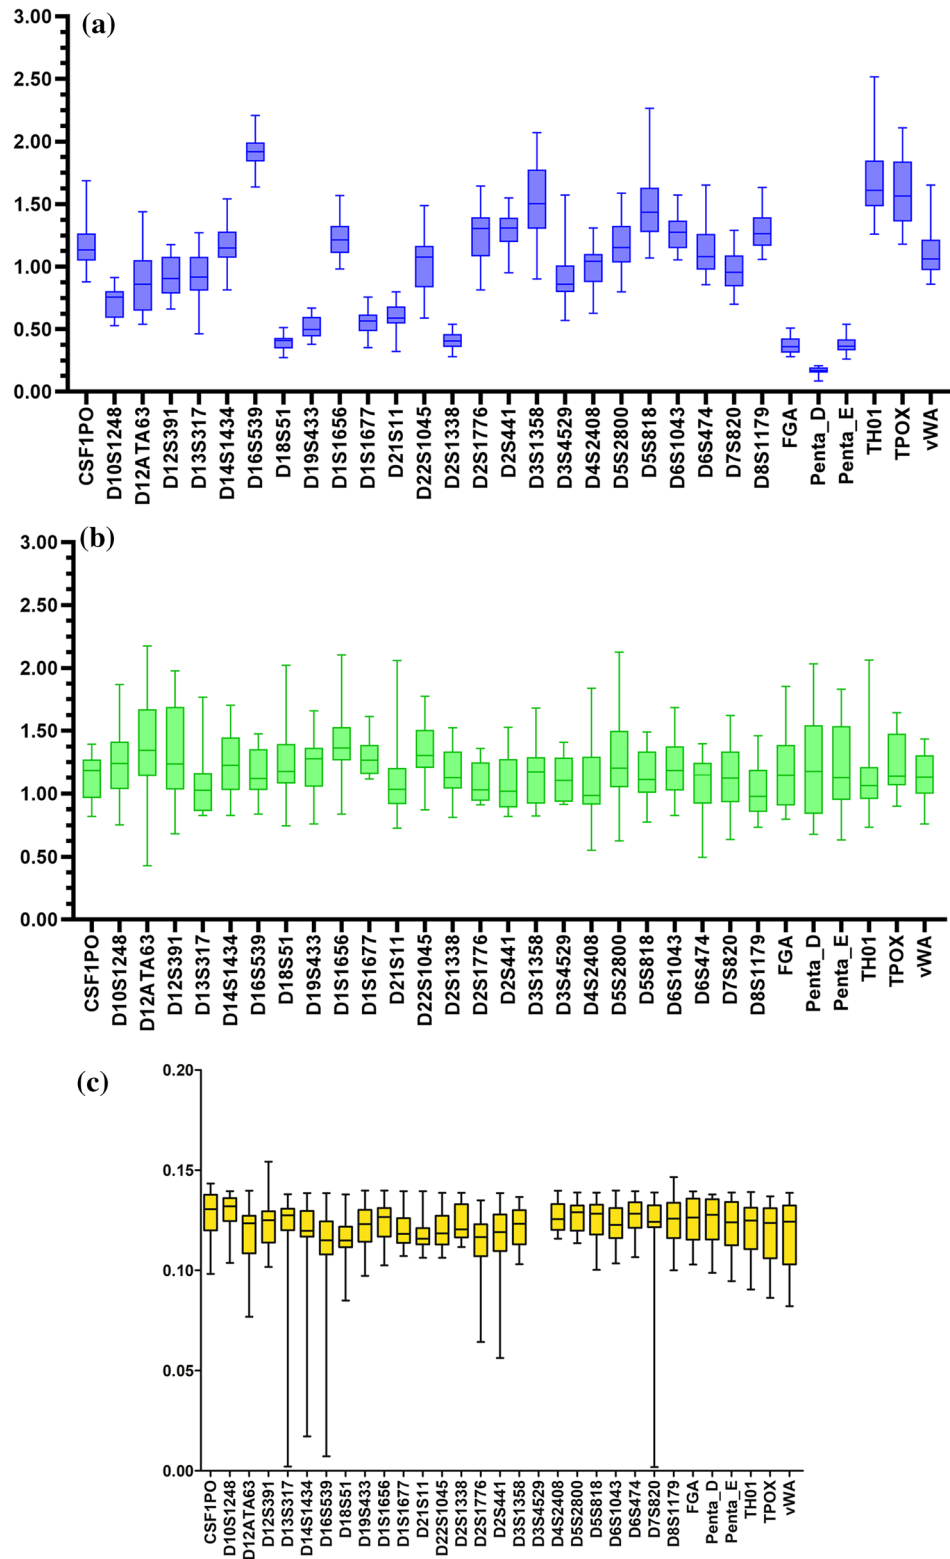 (a)
3.00
2.50
2.00
1.50
1.00
0.50
0.00
CSF1PO
D10S1248
D12ATA63
D12S391
D13S317
D14S1434
D16S539
D18S51
D19S433
D1S1656
D1S1677
D21S11
D22S1045
D2S1338
D2S1776
D2S441
D3S1358
D3S4529
D4S2408
D5S2800
D5S818
D6S1043
D6S474
D7S820
D8S1179
FGA
Penta_D
Penta_E
TH01
TPOX
vWA
(b)
3.00
2.50
2.00
1.50
1.00
0.50
0.00
CSF1PO
D10S1248
D12ATA63
D12S391
D13S317
D14S1434
D16S539
D18S51
D19S433
D1S1656
D1S1677
D21S11
D22S1045
D2S1338
D2S1776
D2S441
D3S1358
D3S4529
D4S2408
D5S2800
D5S818
D6S1043
D6S474
D7S820
D8S1179
FGA
Penta_D
Penta_E
TH01
TPOX
vWA
(c)
0.20
0.15
0.10
0.05
0.00
CSF1PO
D10S1248
D12ATA63
D12S391
D13S317
D14S1434
D16S539
D18S51
D19S433
D1S1656
D1S1677
D21S11
D22S1045
D2S1338
D2S1776
D2S441
D3S1358
D3S4529
D4S2408
D5S2800
D5S818
D6S1043
D6S474
D7S820
D8S1179
FGA
Penta_D
Penta_E
TH01
TPOX
vWA